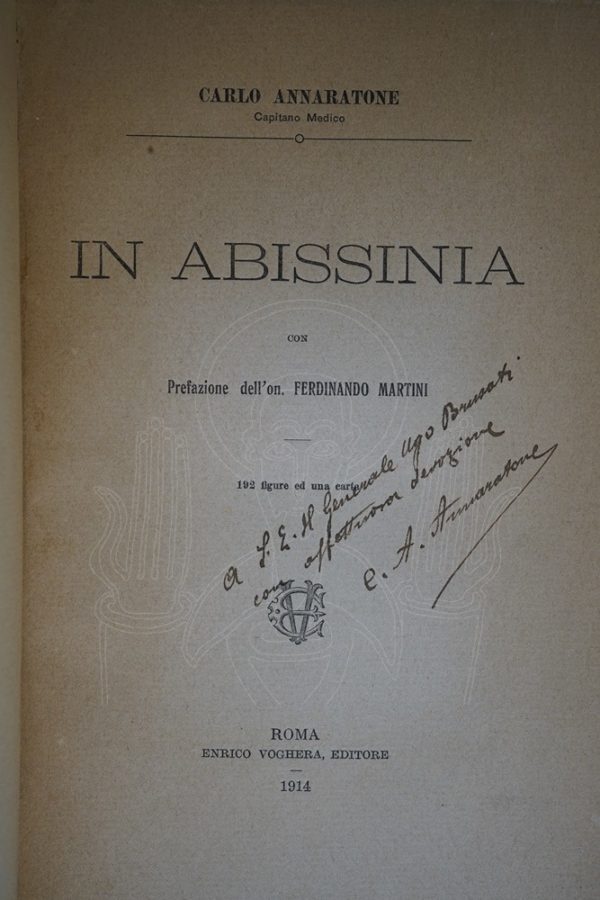 CARLO ANNARATONE
Capitano Medico
IN ABISSINIA
CON
Prefazione dell'on. FERDINANDO MARTINI
192 figure ed una carta
A S. E. Il Generale Ugo Brusati
con affettuosa devozione
C. A. Annaratone
ROMA
ENRICO VOGHERA, EDITORE
1914